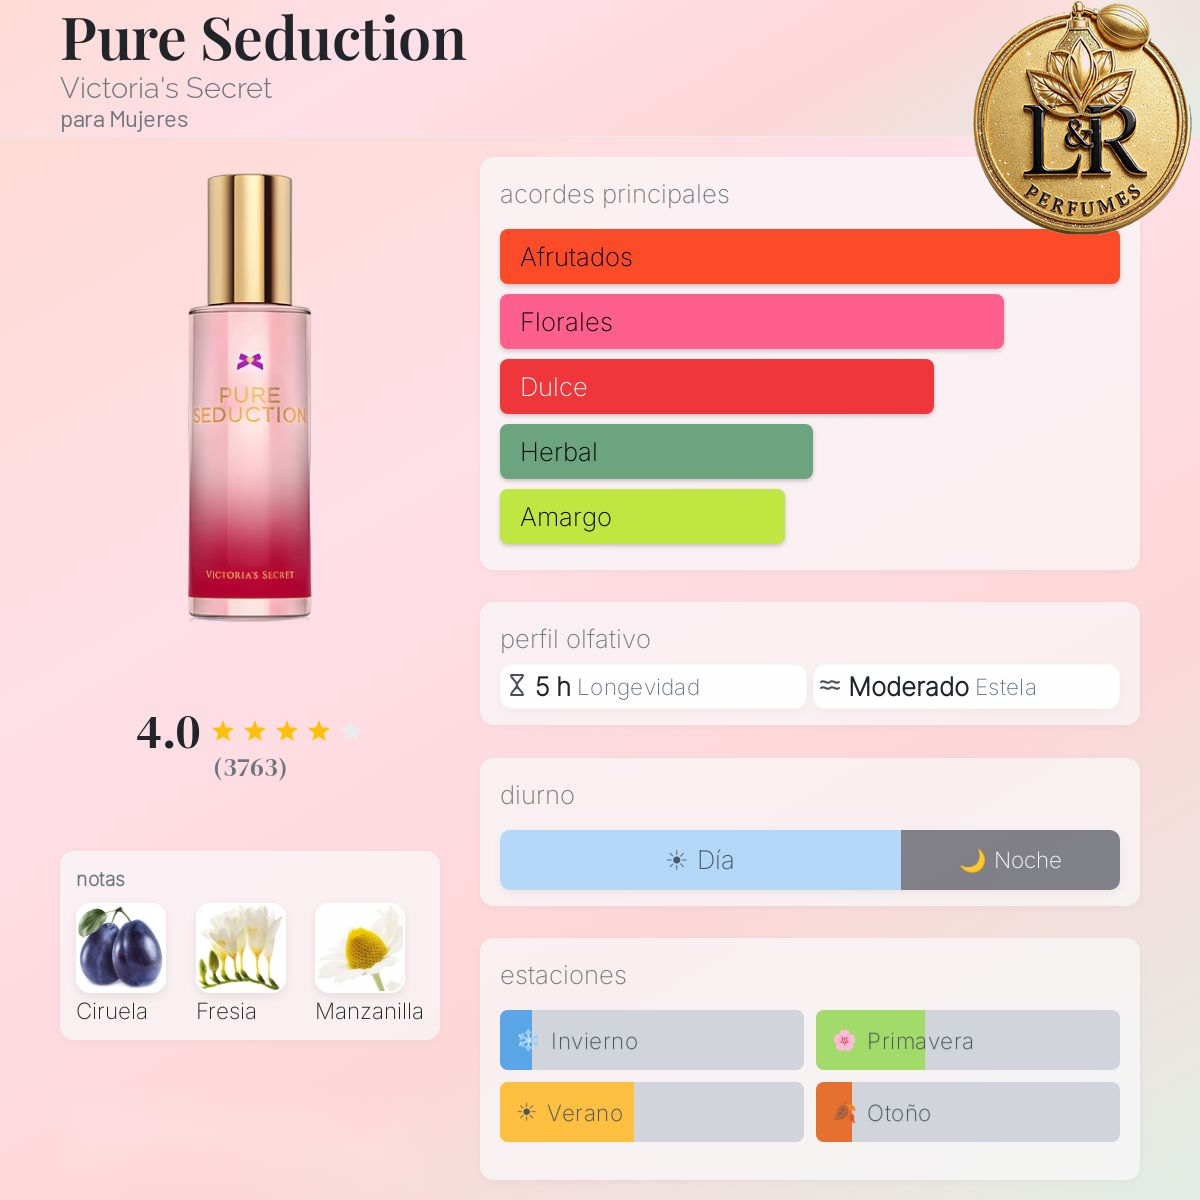 Pure Seduction
Victoria's Secret
para Mujeres
L&R
PERFUMES
PURE
SEDUCTION
VICTORIA'S SECRET
4.0
(3763)
notas
Ciruela
Fresia
Manzanilla
acordes principales
Afrutados
Florales
Dulce
Herbal
Amargo
perfil olfativo
5 h Longevidad
Moderado Estela
diurno
Día
Noche
estaciones
Invierno
Primavera
Verano
Otoño